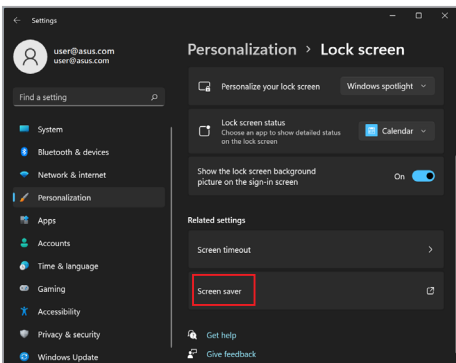 Settings
user@asus.com
user@asus.com
Find a setting
System
Bluetooth & devices
Network & internet
Personalization
Apps
Accounts
Time & language
Gaming
Accessibility
Privacy & security
Windows Update
Personalization > Lock screen
Personalize your lock screen
Windows spotlight
Lock screen status
Choose an app to show detailed status
on the lock screen
Calendar
Show the lock screen background
picture on the sign-in screen
On
Related settings
Screen timeout
Screen saver
Get help
Give feedback